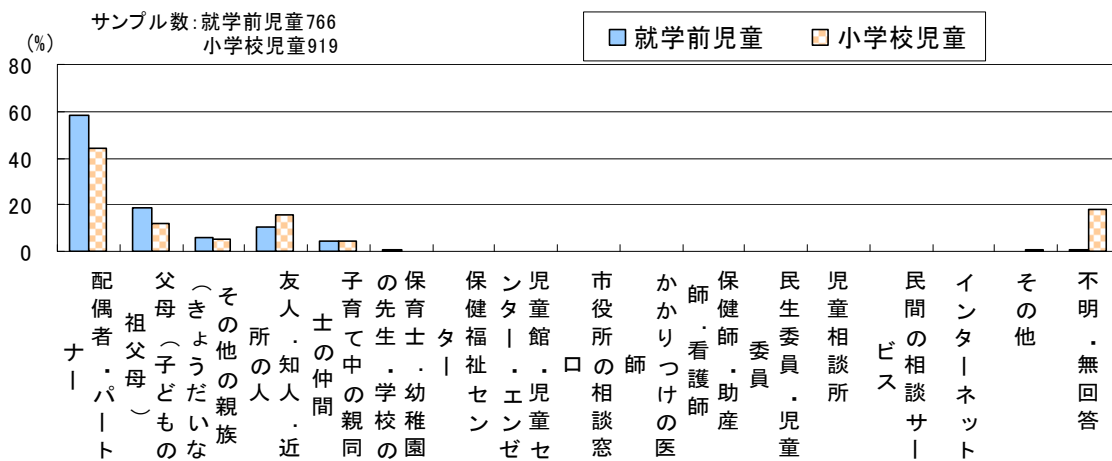 サンプル数：就学前児童766
小学校児童919
就学前児童
小学校児童
(%)
80
60
40
20
0
配偶者・パート
ナー
父母（子どもの
祖父母）
その他の親族
（きょうだいな
友人・知人・近
所の人
子育て中の親同
士の仲間
保育士・幼稚園
の先生・学校の
保健福祉セン
ター
児童館・児童セ
ンター・エンゼ
市役所の相談窓
口
かかりつけの医
師
保健師・助産
師・看護師
民生委員・児童
委員
児童相談所
民間の相談サー
ビス
インターネット
その他
不明・無回答